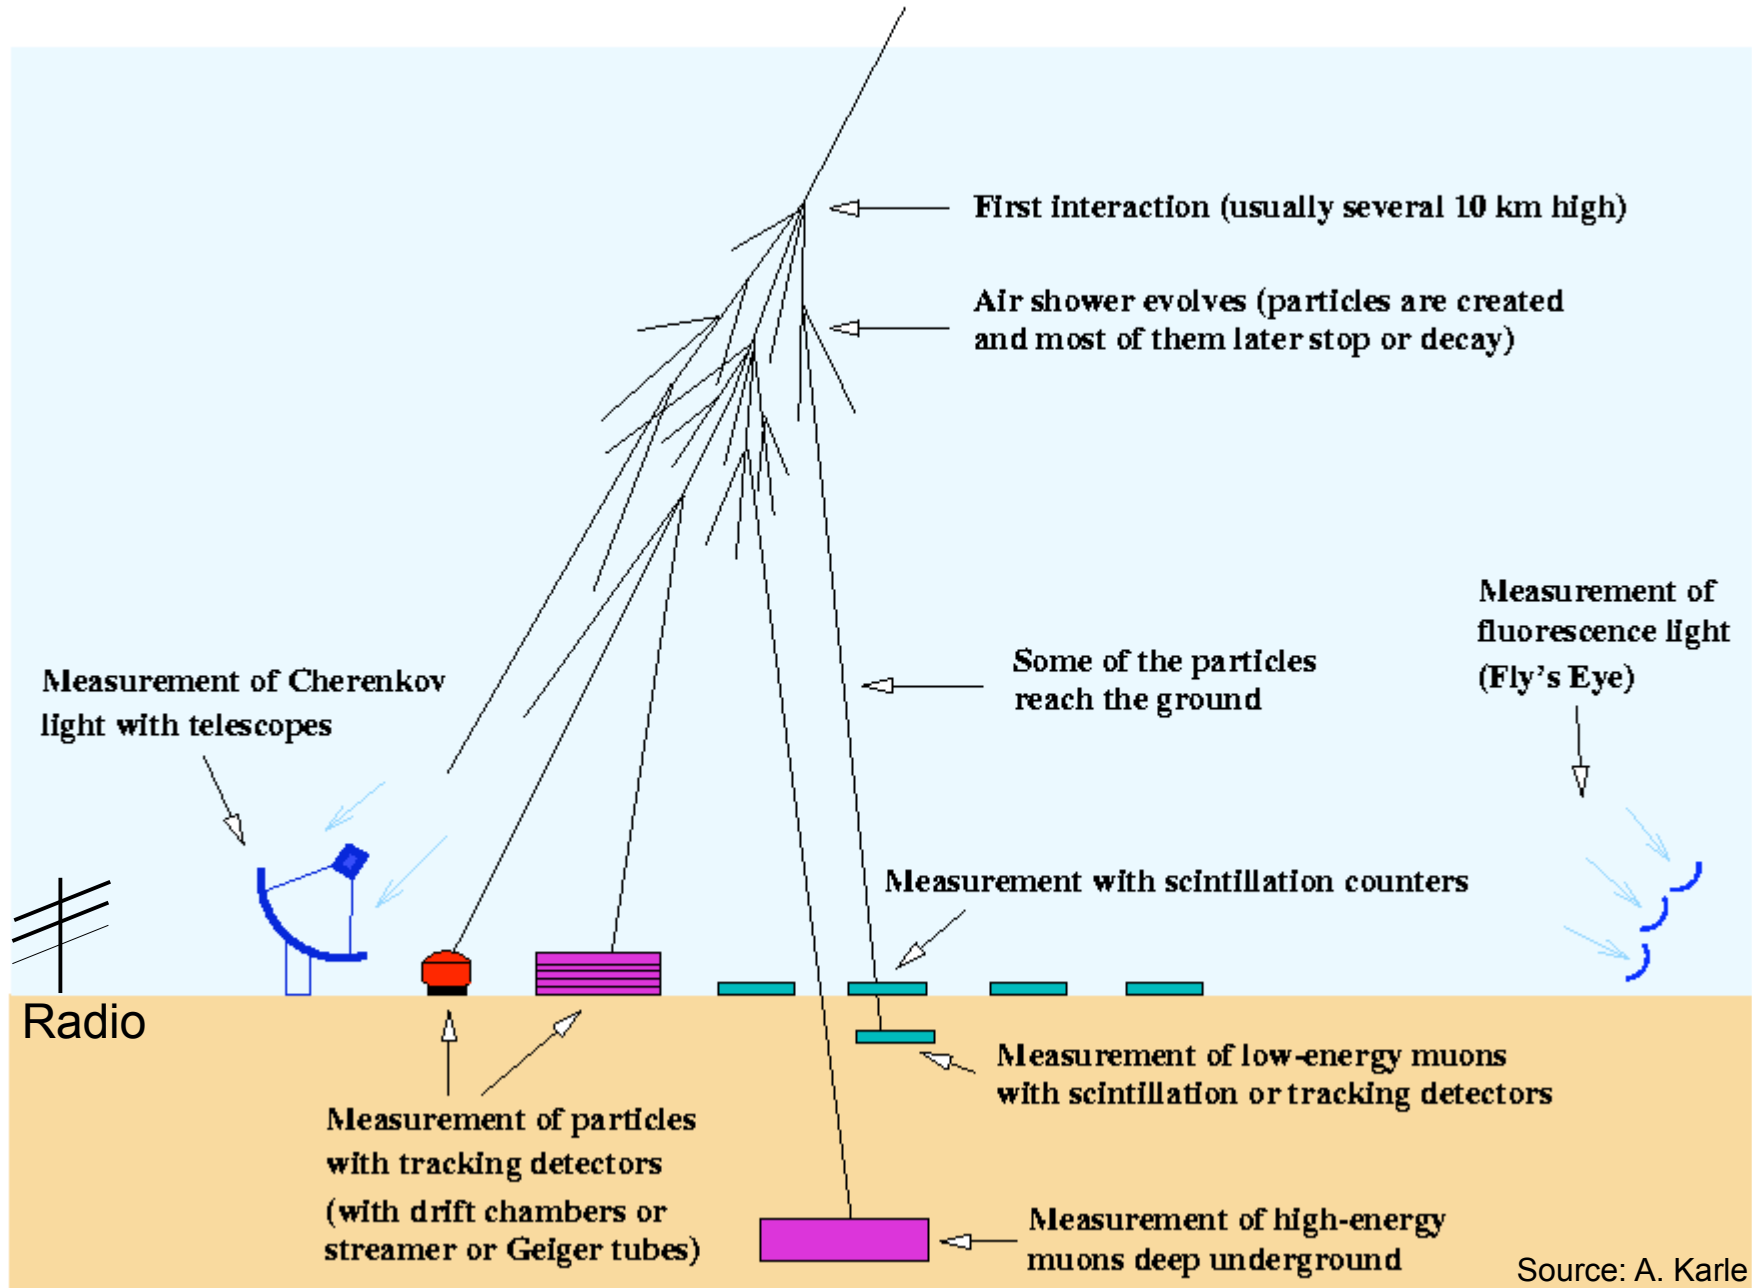 First interaction (usually several 10 km high)
Air shower evolves (particles are created
and most of them later stop or decay)
Measurement of
fluorescence light
(Fly's Eye)
Some of the particles
reach the ground
Measurement of Cherenkov
light with telescopes
Measurement with scintillation counters
Radio
Measurement of low-energy muons
with scintillation or tracking detectors
Measurement of particles
with tracking detectors
(with drift chambers or
streamer or Geiger tubes)
Measurement of high-energy
muons deep underground
Source: A. Karle